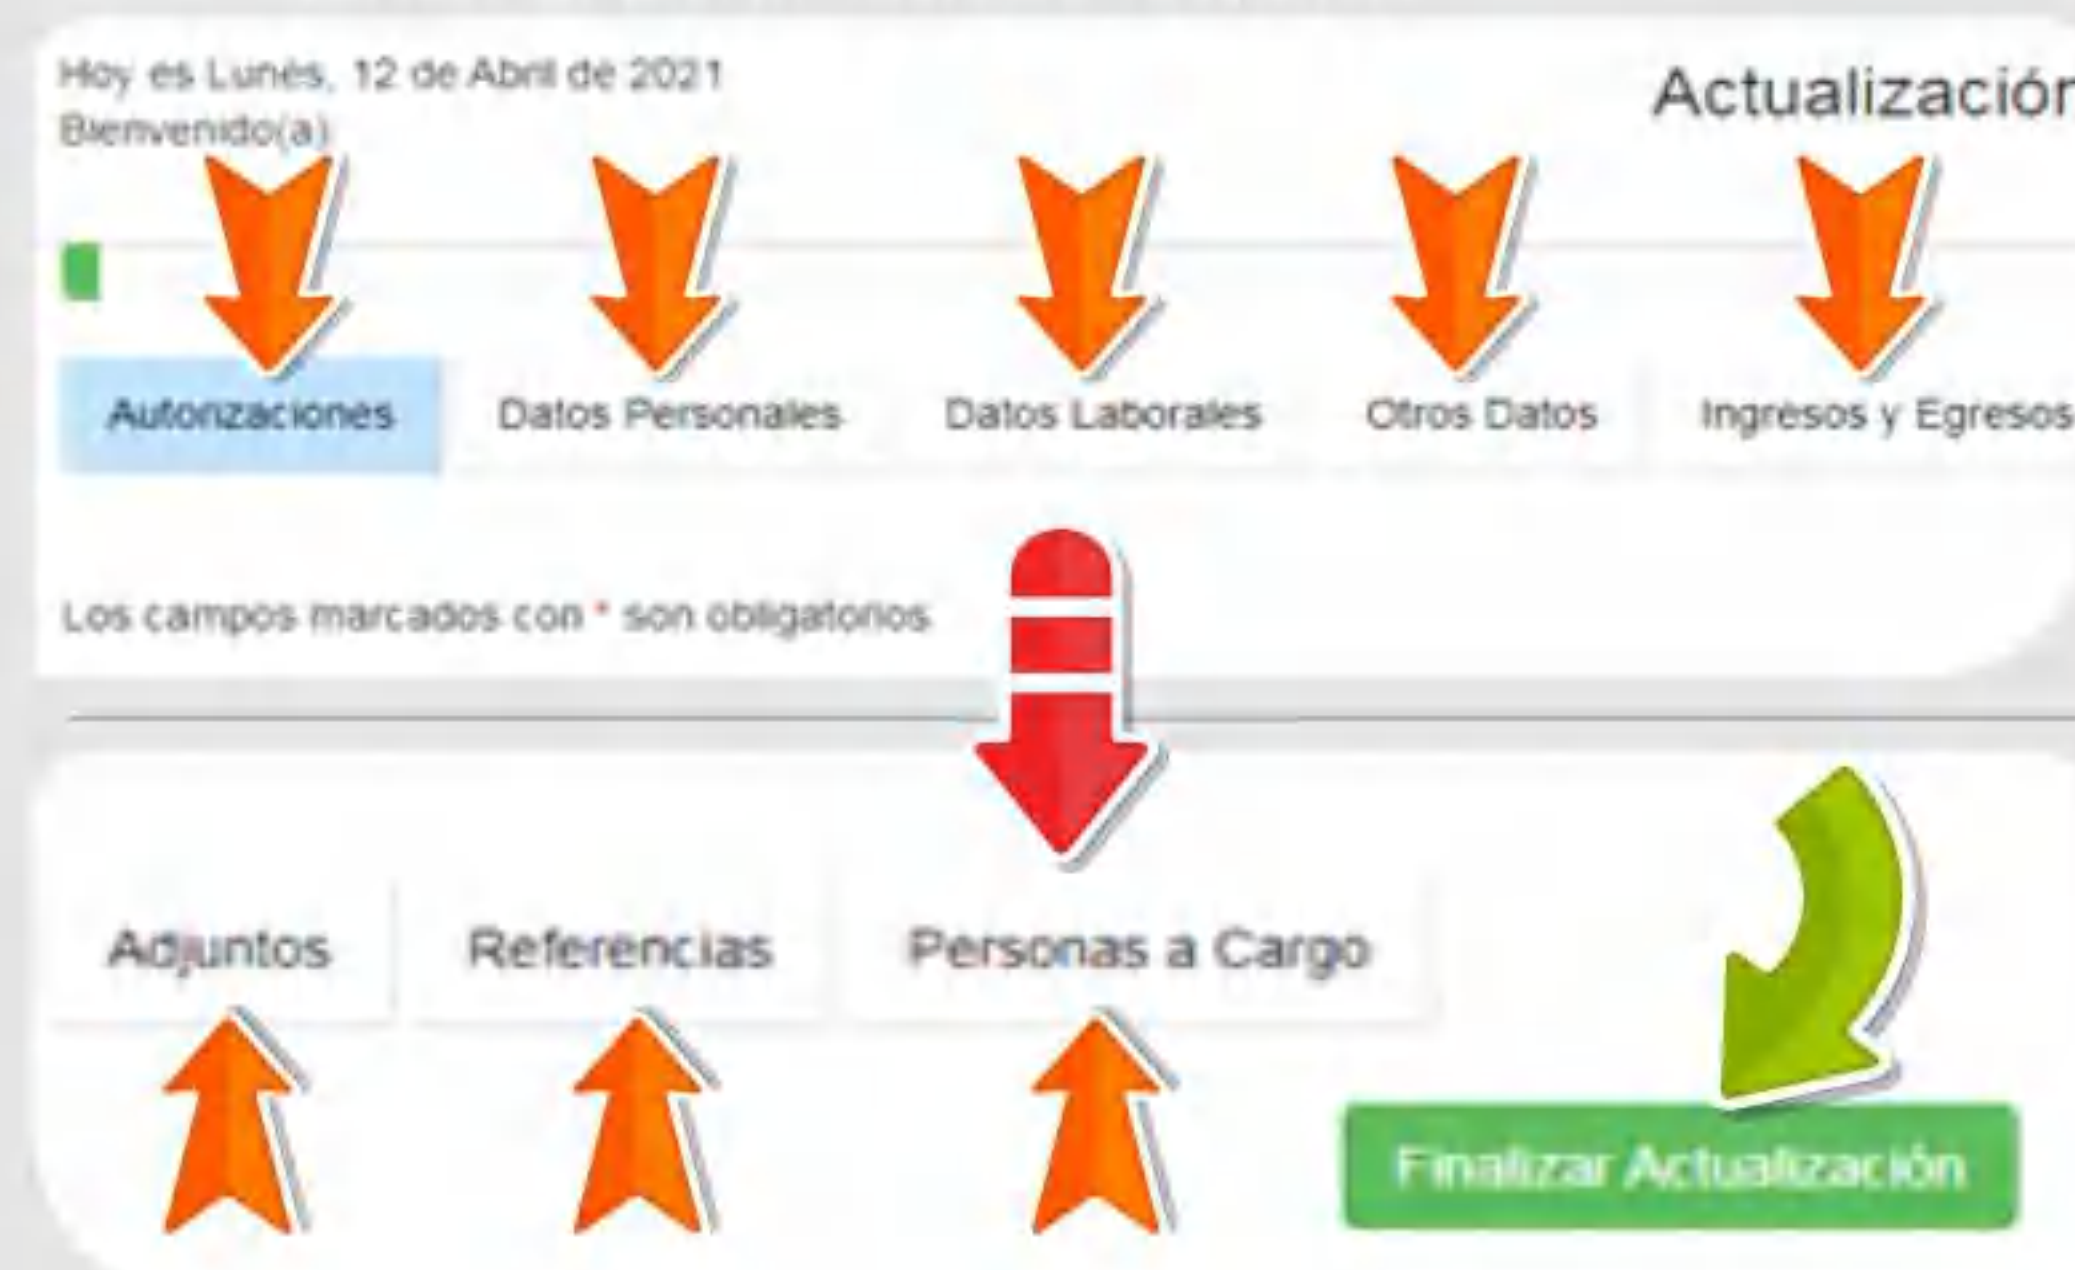 Hoy es Lunes, 12 de Abril de 2021
Bienvenido(a)
Actualización
Autorizaciones
Datos Personales
Datos Laborales
Otros Datos
Ingresos y Egresos
Los campos marcados con * son obligatorios
Adjuntos
Referencias
Personas a Cargo
Finalizar Actualización